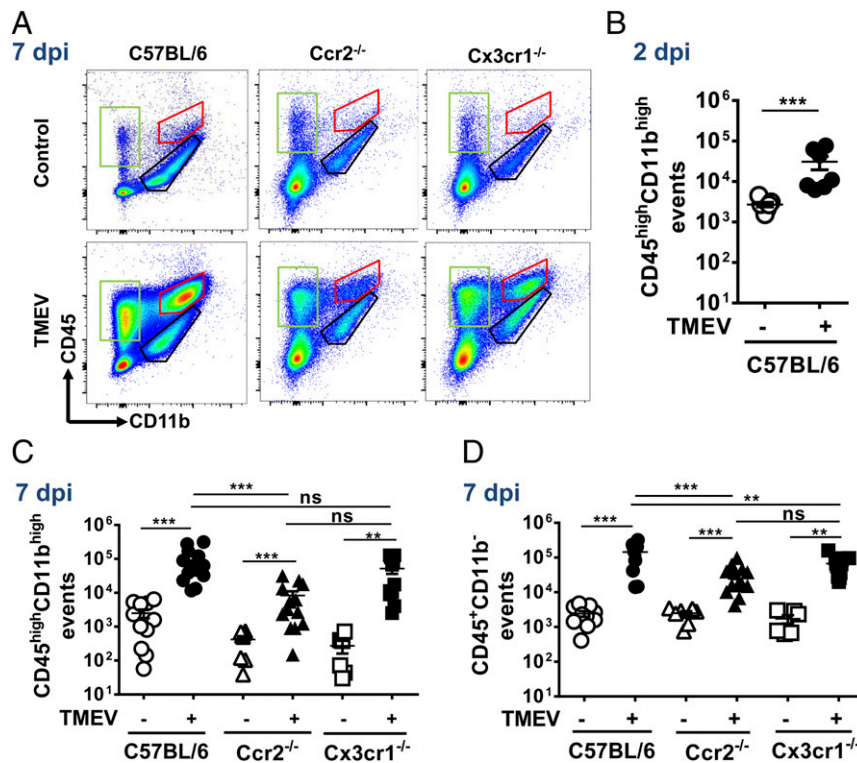 A
7 dpi
C57BL/6
Ccr2-/-
Cx3cr1-/-
Control
TMEV
CD45
CD11b
B
2 dpi
***
CD45highCD11bhigh
events
10^6
10^5
10^4
10^3
10^2
10^1
TMEV - +
C57BL/6
C
7 dpi
***
ns
ns
*** *** **
CD45highCD11bhigh
events
10^6
10^5
10^4
10^3
10^2
10^1
TMEV - + - + - +
C57BL/6 Ccr2-/- Cx3cr1-/-
D
7 dpi
***
**
ns
*** *** **
CD45+CD11b-
events
10^6
10^5
10^4
10^3
10^2
10^1
TMEV - + - + - +
C57BL/6 Ccr2-/- Cx3cr1-/-